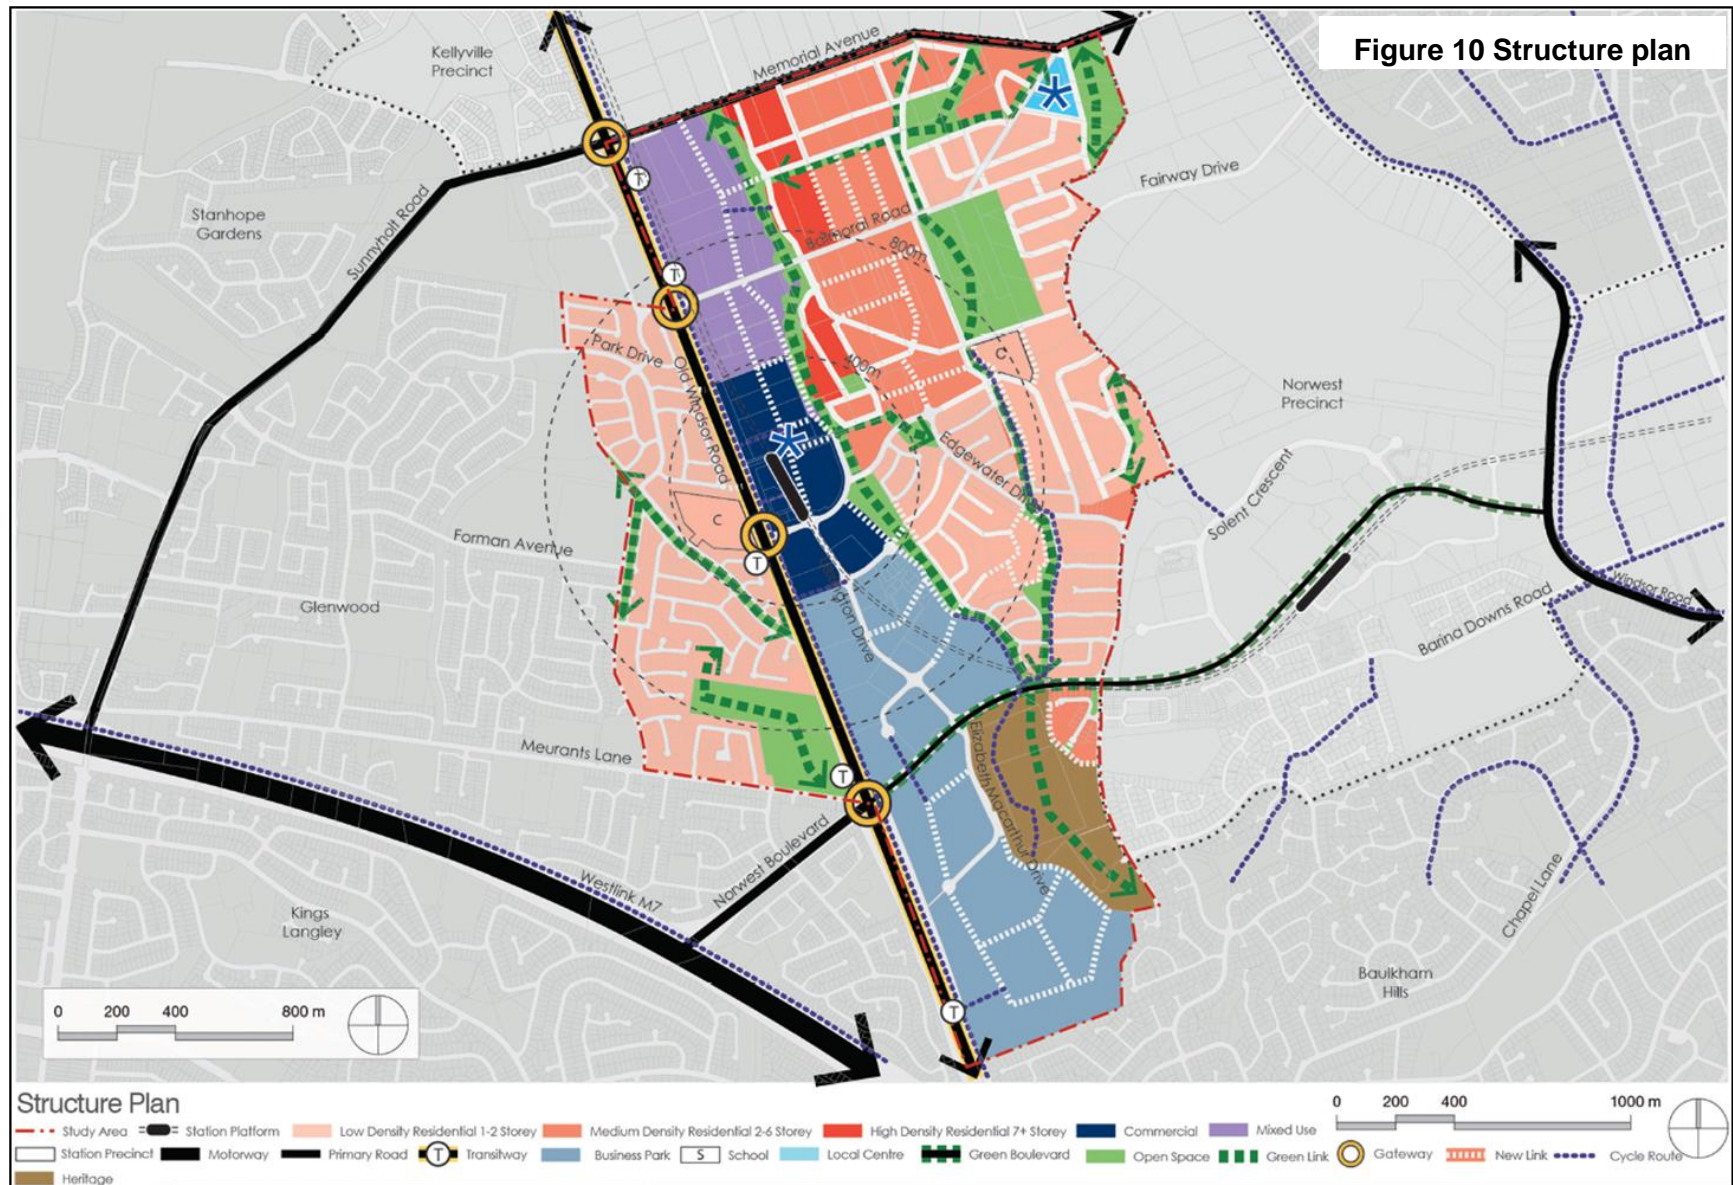 Figure 10 Structure plan
Kellyville
Precinct
Memorial Avenue
Stanhope
Gardens
Sunnyholt Road
Fairway Drive
Balmoral Road
800m
T
T
Park Drive
Old Windsor Road
400m
C
Norwest
Precinct
Edgewater Drive
Solent Crescent
C
T
Forman Avenue
Glenwood
ington Drive
Windsor Road
Barina Downs Road
Meurants Lane
T
Elizabeth Macarthur Drive
Norwest Boulevard
Westlink M7
Kings
Langley
Chapel Lane
Baulkham
Hills
T
0 200 400 800 m
Structure Plan
0 200 400 1000 m
Study Area Station Platform Low Density Residential 1-2 Storey Medium Density Residential 2-6 Storey High Density Residential 7+ Storey Commercial Mixed Use
Station Precinct Motorway Primary Road T Transitway Business Park S School Local Centre Green Boulevard Open Space Green Link Gateway New Link Cycle Route
Heritage